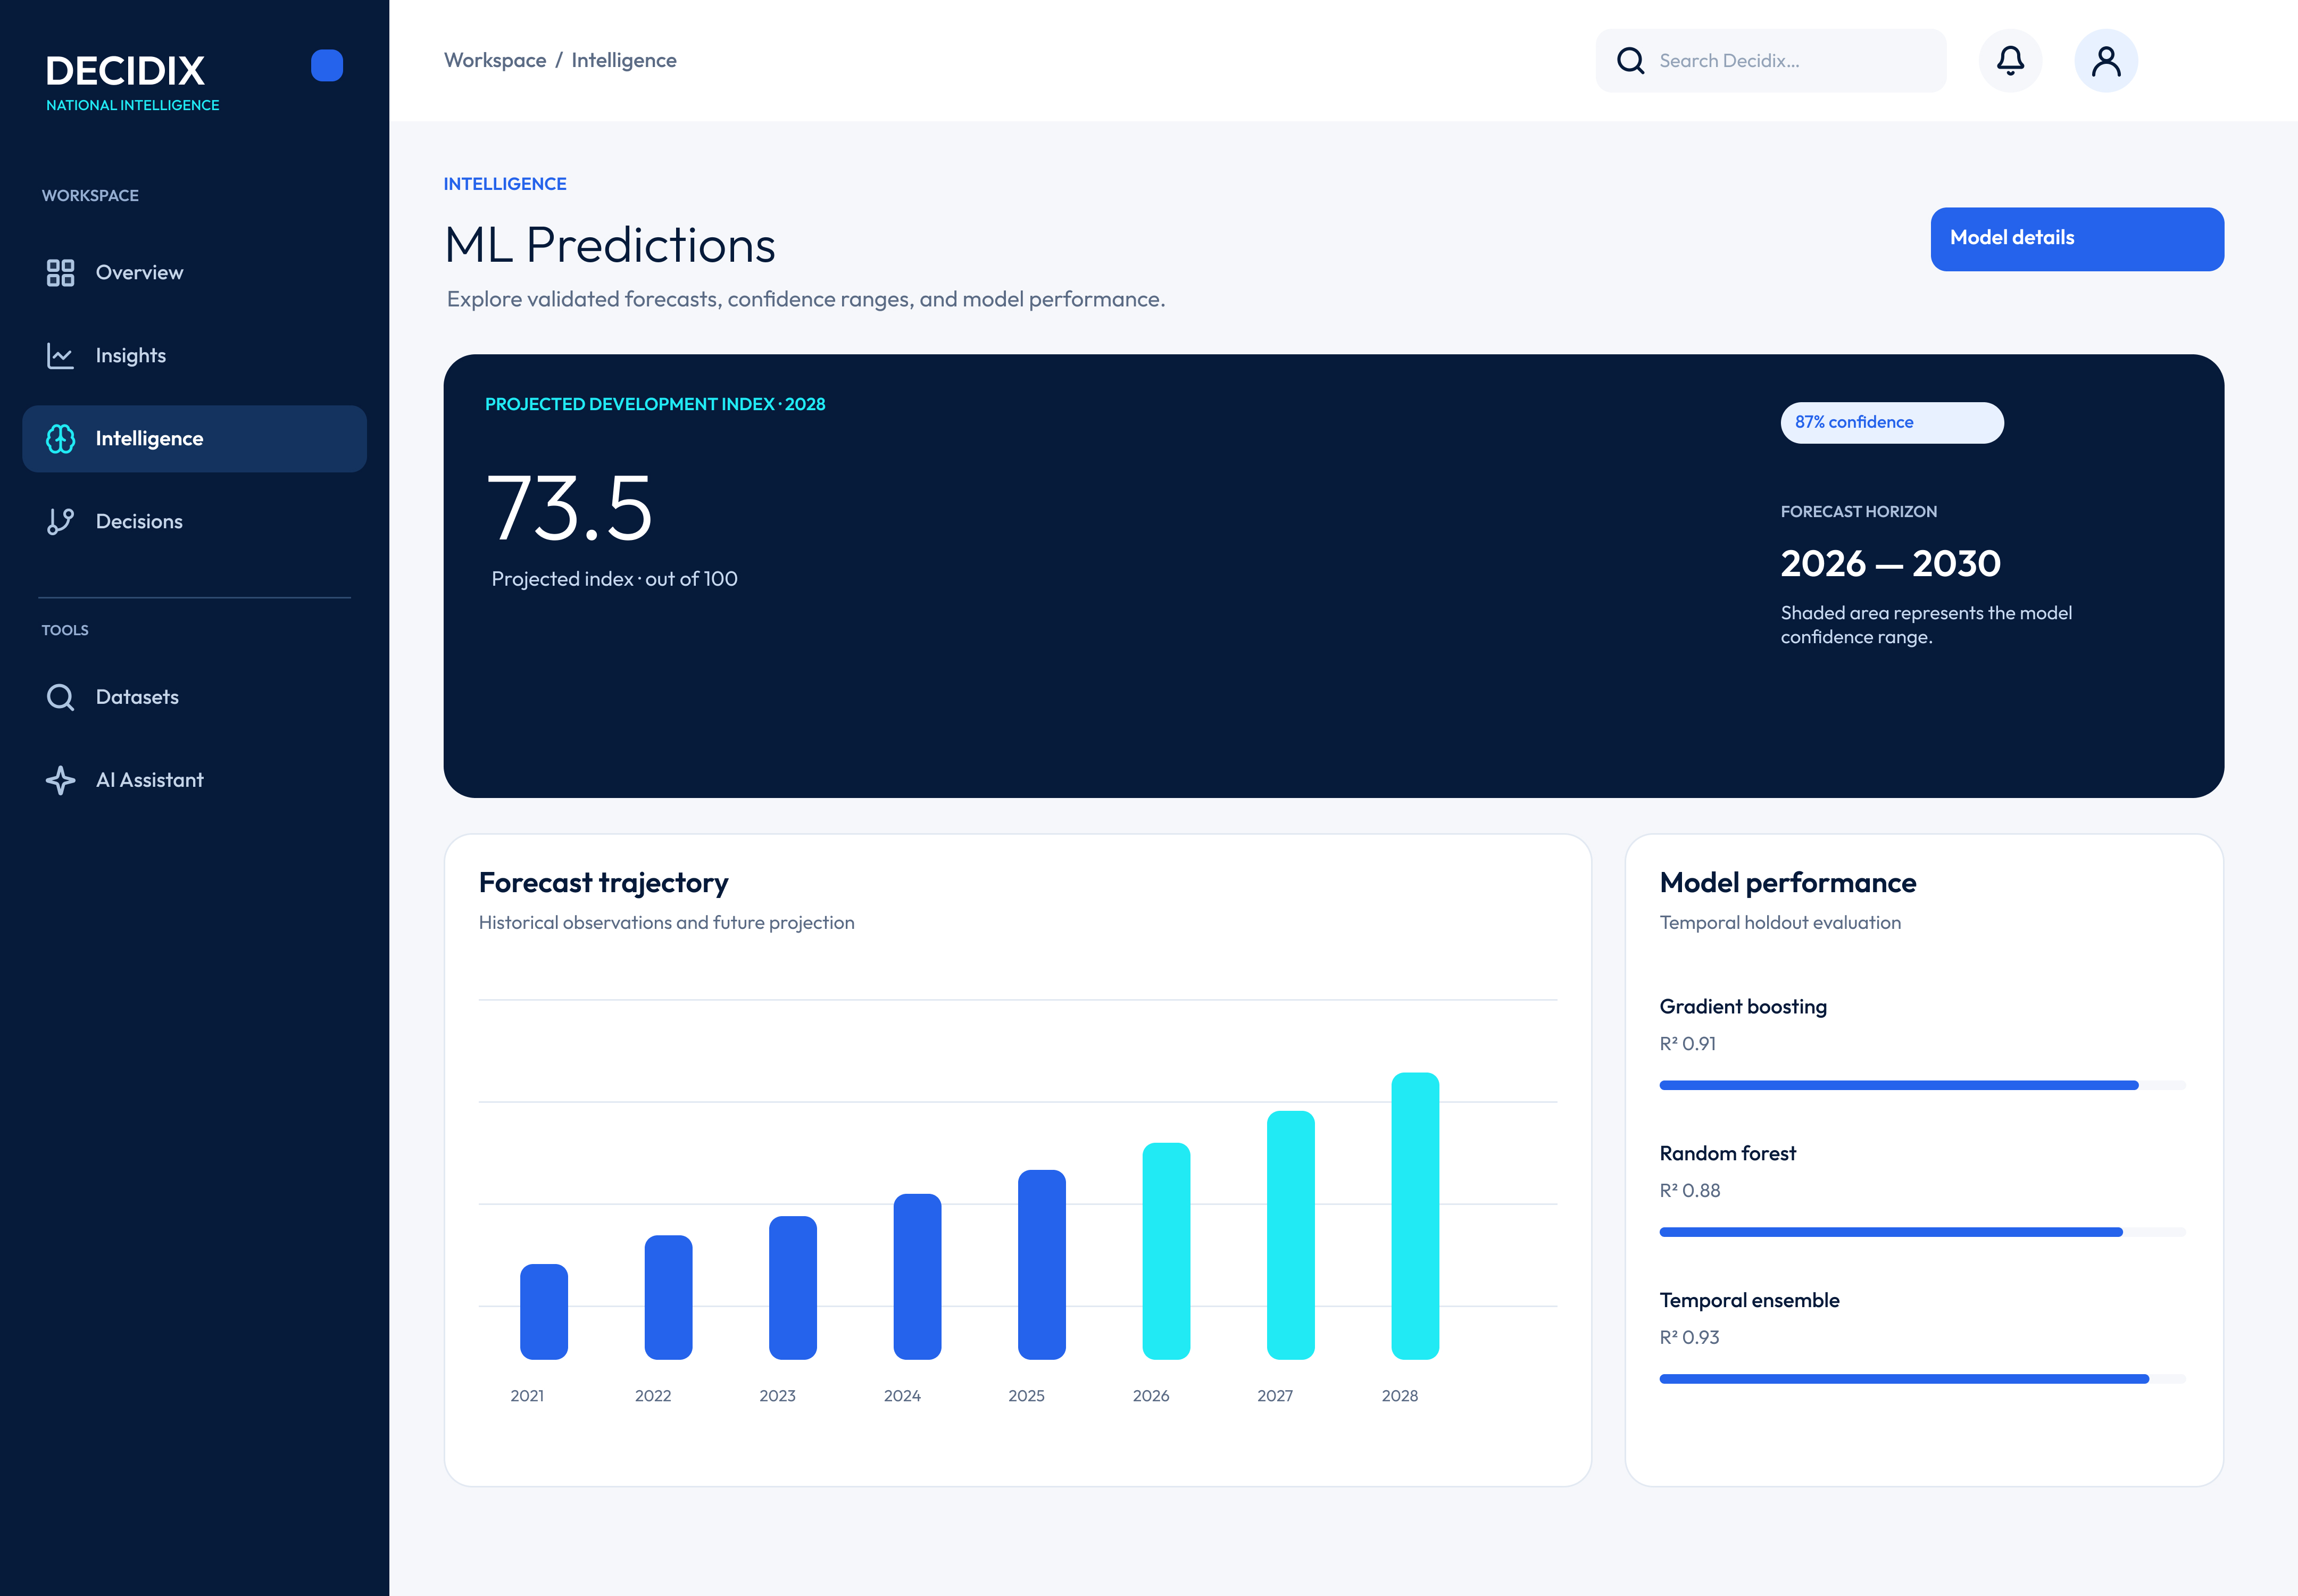 DECIDIX
NATIONAL INTELLIGENCE
WORKSPACE
Overview
Insights
Intelligence
Decisions
TOOLS
Datasets
AI Assistant
Workspace / Intelligence
Search Decidix...
INTELLIGENCE
ML Predictions
Explore validated forecasts, confidence ranges, and model performance.
Model details
PROJECTED DEVELOPMENT INDEX · 2028
73.5
Projected index · out of 100
87% confidence
FORECAST HORIZON
2026 — 2030
Shaded area represents the model
confidence range.
Forecast trajectory
Historical observations and future projection
2021 2022 2023 2024 2025 2026 2027 2028
Model performance
Temporal holdout evaluation
Gradient boosting
R² 0.91
Random forest
R² 0.88
Temporal ensemble
R² 0.93